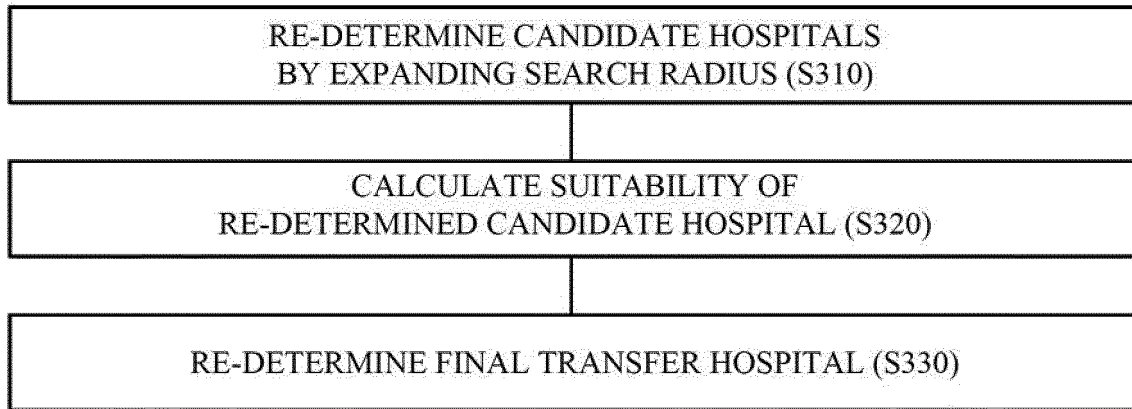 RE-DETERMINE CANDIDATE HOSPITALS
BY EXPANDING SEARCH RADIUS (S310)
CALCULATE SUITABILITY OF
RE-DETERMINED CANDIDATE HOSPITAL (S320)
RE-DETERMINE FINAL TRANSFER HOSPITAL (S330)